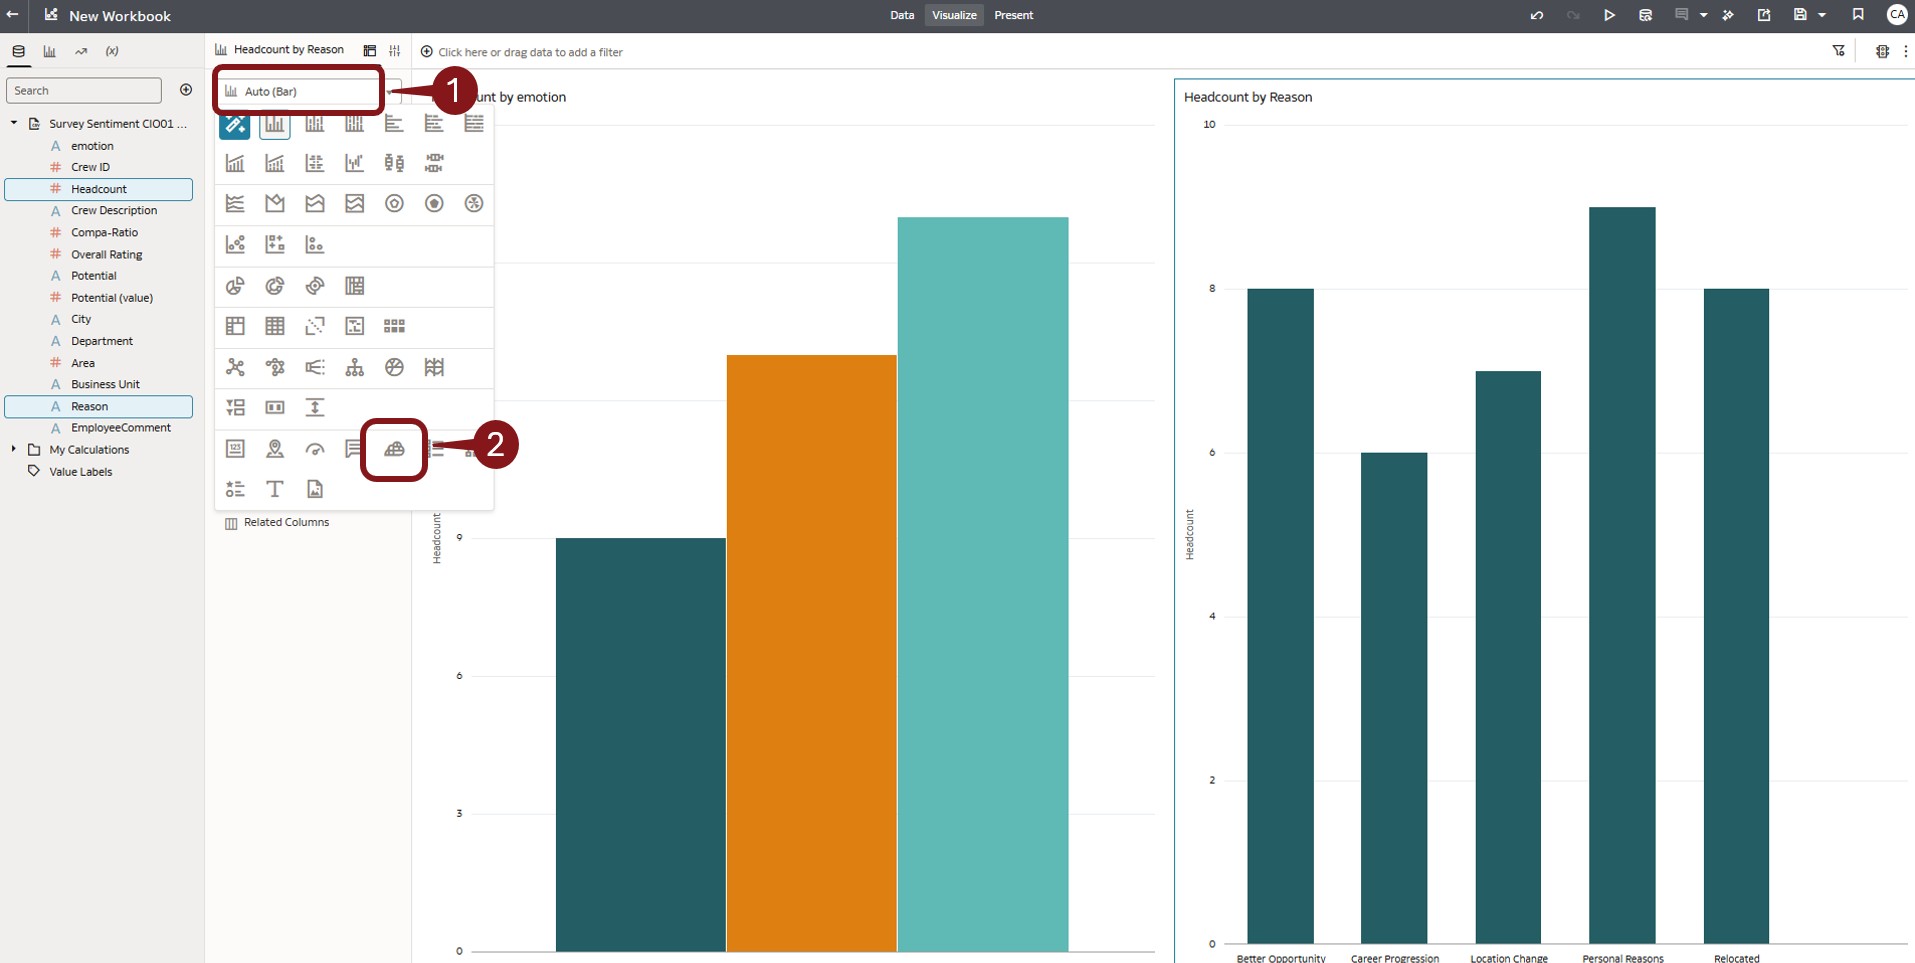 New Workbook
Data
Visualize
Present
CA
(x)
Search
Survey Sentiment CIO01 ...
A emotion
# Crew ID
# Headcount
A Crew Description
# Compa-Ratio
# Overall Rating
A Potential
# Potential (value)
A City
A Department
# Area
A Business Unit
A Reason
A EmployeeComment
My Calculations
Value Labels
Headcount by Reason
Auto (Bar)
1
2
123
T
Related Columns
Click here or drag data to add a filter
unt by emotion
Headcount
9
6
3
0
Headcount by Reason
Headcount
10
8
6
4
2
0
Better Opportunity
Career Progression
Location Change
Personal Reasons
Relocated